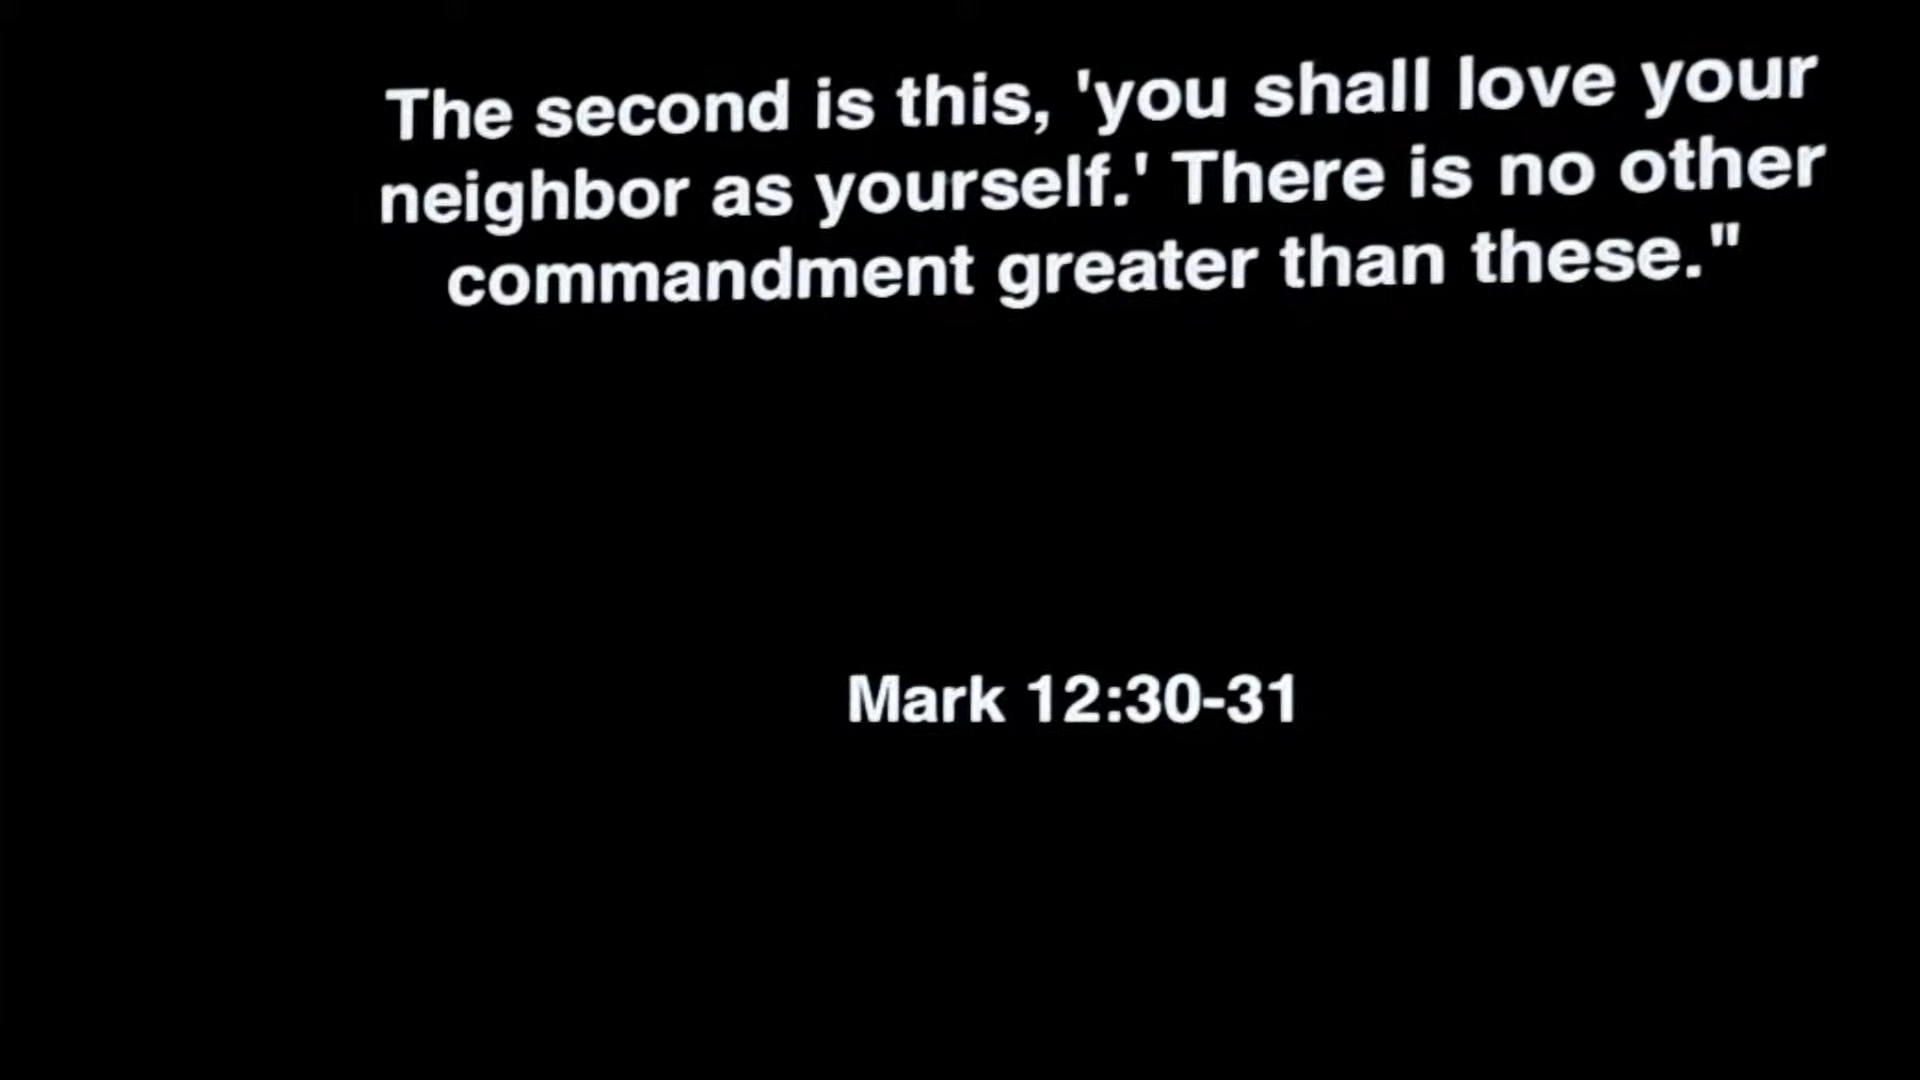 The second is this, 'you shall love your
neighbor as yourself.' There is no other
commandment greater than these."
Mark 12:30-31